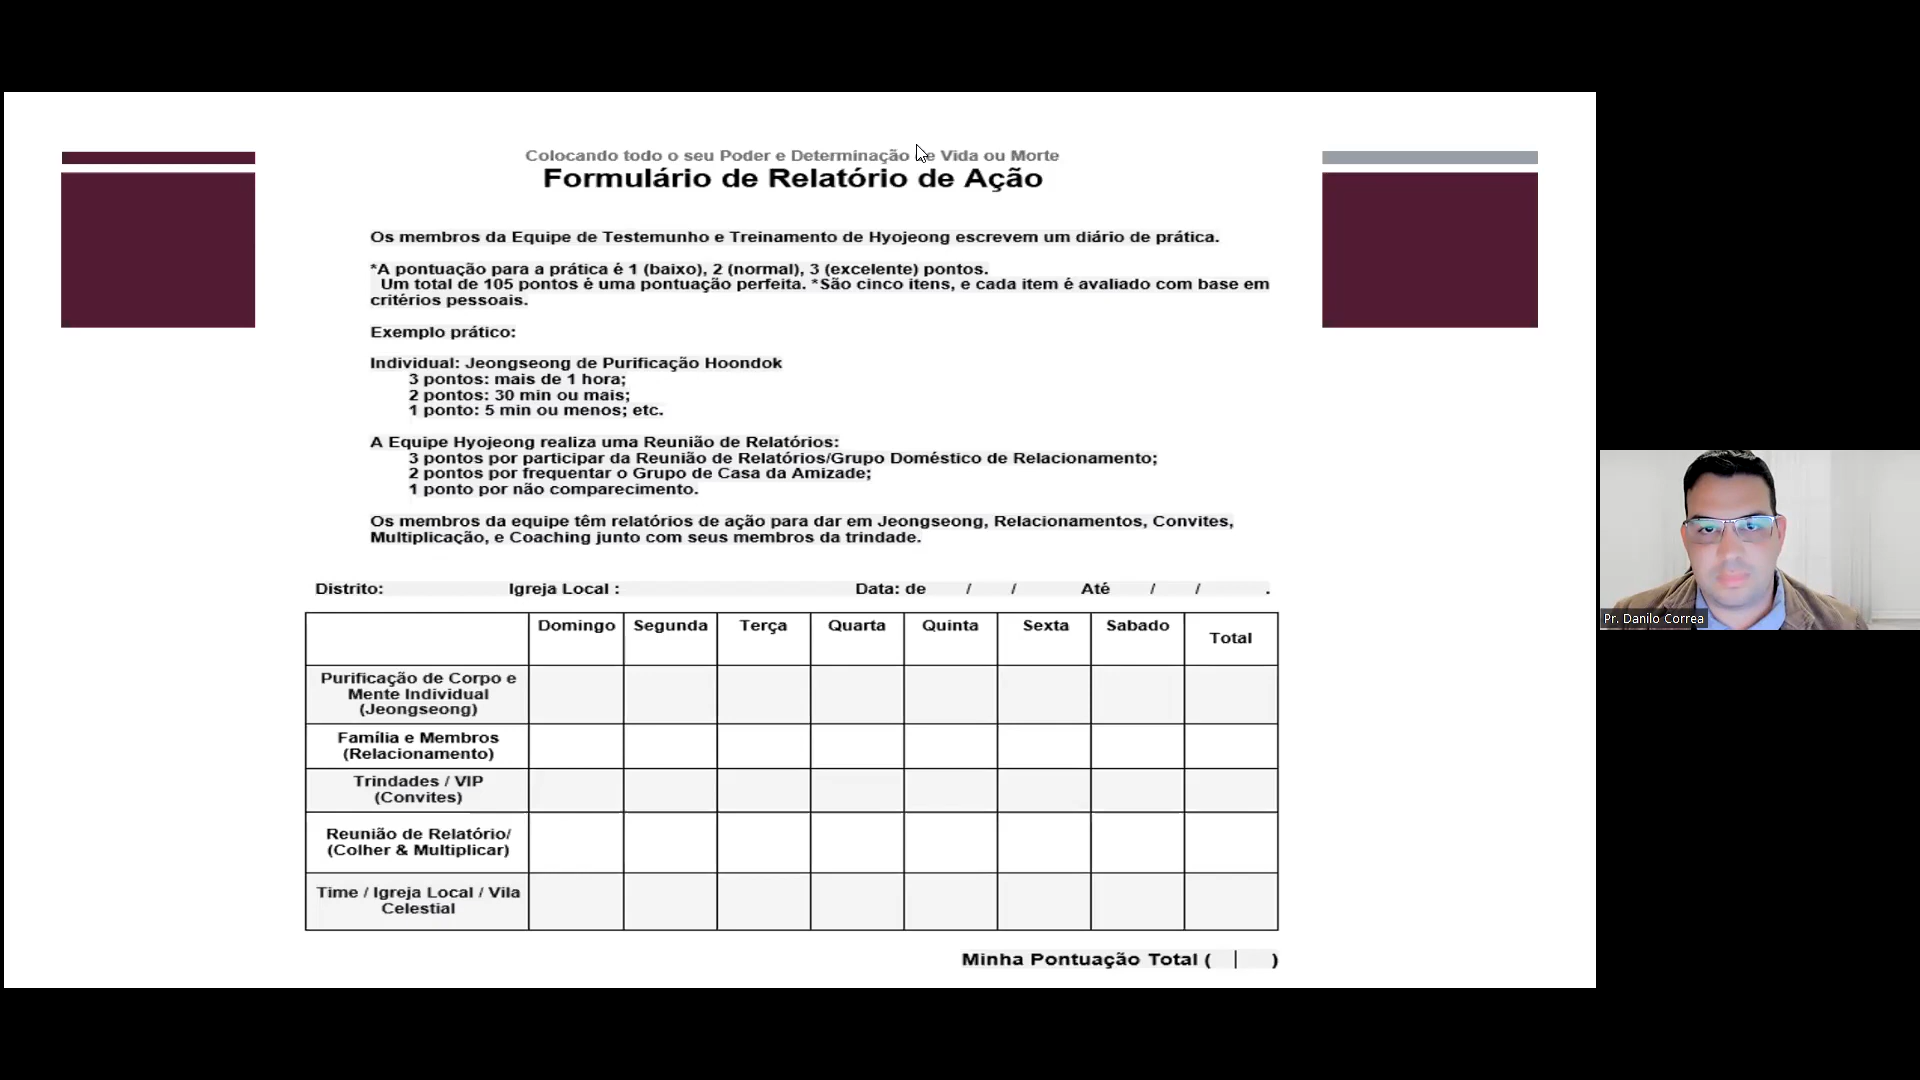 Colocando todo o seu Poder e Determinação de Vida ou Morte
Formulário de Relatório de Ação
Os membros da Equipe de Testemunho e Treinamento de Hyojeong escrevem um diário de prática.
*A pontuação para a prática é 1 (baixo), 2 (normal), 3 (excelente) pontos.
Um total de 105 pontos é uma pontuação perfeita. *São cinco itens, e cada item é avaliado com base em
critérios pessoais.
Exemplo prático:
Individual: Jeongseong de Purificação Hoondok
3 pontos: mais de 1 hora;
2 pontos: 30 min ou mais;
1 ponto: 5 min ou menos; etc.
A Equipe Hyojeong realiza uma Reunião de Relatórios:
3 pontos por participar da Reunião de Relatórios/Grupo Doméstico de Relacionamento;
2 pontos por frequentar o Grupo de Casa da Amizade;
1 ponto por não comparecimento.
Os membros da equipe têm relatórios de ação para dar em Jeongseong, Relacionamentos, Convites,
Multiplicação, e Coaching junto com seus membros da trindade.
Distrito: Igreja Local : Data: de / / Até / / .
Domingo Segunda Terça Quarta Quinta Sexta Sabado Total
Purificação de Corpo e
Mente Individual
(Jeongseong)
Família e Membros
(Relacionamento)
Trindades / VIP
(Convites)
Reunião de Relatório/
(Colher & Multiplicar)
Time / Igreja Local / Vila
Celestial
Minha Pontuação Total ( )
Pr. Danilo Correa